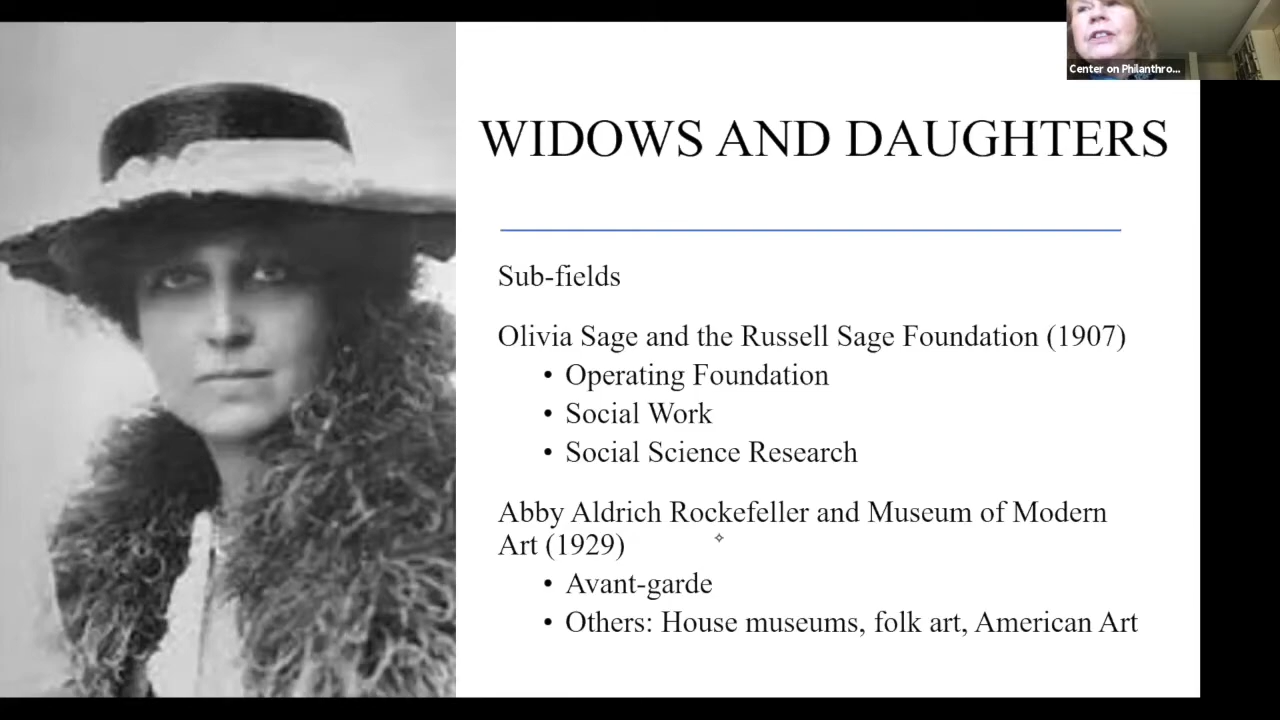 Center on Philanthro...
WIDOWS AND DAUGHTERS
Sub-fields
Olivia Sage and the Russell Sage Foundation (1907)
• Operating Foundation
• Social Work
• Social Science Research
Abby Aldrich Rockefeller and Museum of Modern
Art (1929)
• Avant-garde
• Others: House museums, folk art, American Art